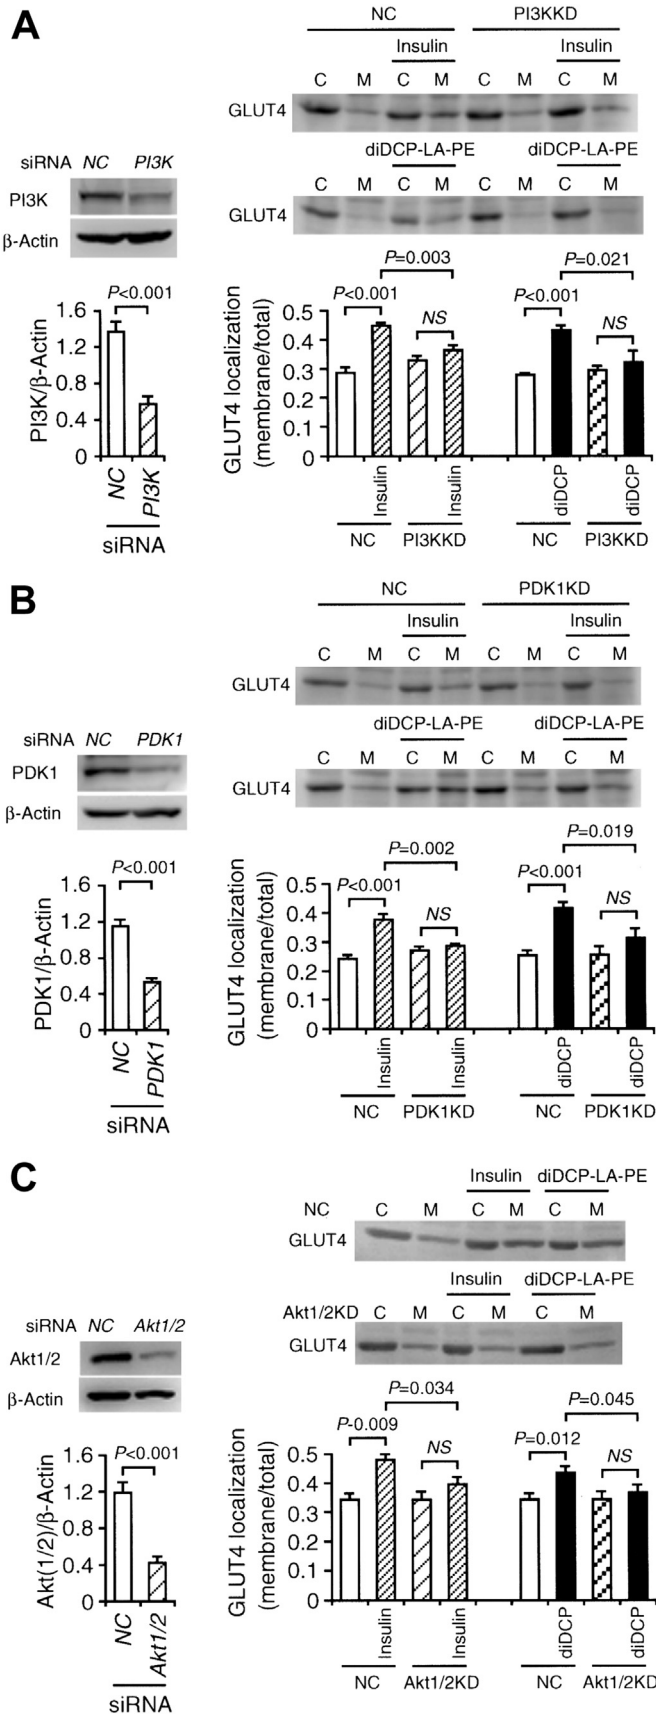 A
NC PI3KKD
Insulin Insulin
C M C M C M C M
GLUT4
diDCP-LA-PE diDCP-LA-PE
C M C M C M C M
GLUT4
siRNA NC PI3K
PI3K
β-Actin
P<0.001
1.6
1.2
0.8
0.4
0
PI3K/β-Actin
NC PI3K
siRNA
P=0.003 P=0.021
P<0.001 NS P<0.001 NS
0.5
0.4
0.3
0.2
0.1
0
GLUT4 localization
(membrane/total)
Insulin Insulin diDCP diDCP
NC PI3KKD NC PI3KKD
B
NC PDK1KD
Insulin Insulin
C M C M C M C M
GLUT4
diDCP-LA-PE diDCP-LA-PE
C M C M C M C M
GLUT4
siRNA NC PDK1
PDK1
β-Actin
P<0.001
1.6
1.2
0.8
0.4
0
PDK1/β-Actin
NC PDK1
siRNA
P=0.002 P=0.019
P<0.001 NS P<0.001 NS
0.5
0.4
0.3
0.2
0.1
0
GLUT4 localization
(membrane/total)
Insulin Insulin diDCP diDCP
NC PDK1KD NC PDK1KD
C
Insulin diDCP-LA-PE
NC C M C M C M
GLUT4
Insulin diDCP-LA-PE
Akt1/2KD C M C M C M
GLUT4
siRNA NC Akt1/2
Akt1/2
β-Actin
P<0.001
1.6
1.2
0.8
0.4
0
Akt(1/2)/β-Actin
NC Akt1/2
siRNA
P=0.034 P=0.045
P-0.009 NS P=0.012 NS
0.5
0.4
0.3
0.2
0.1
0
GLUT4 localization
(membrane/total)
Insulin Insulin diDCP diDCP
NC Akt1/2KD NC Akt1/2KD